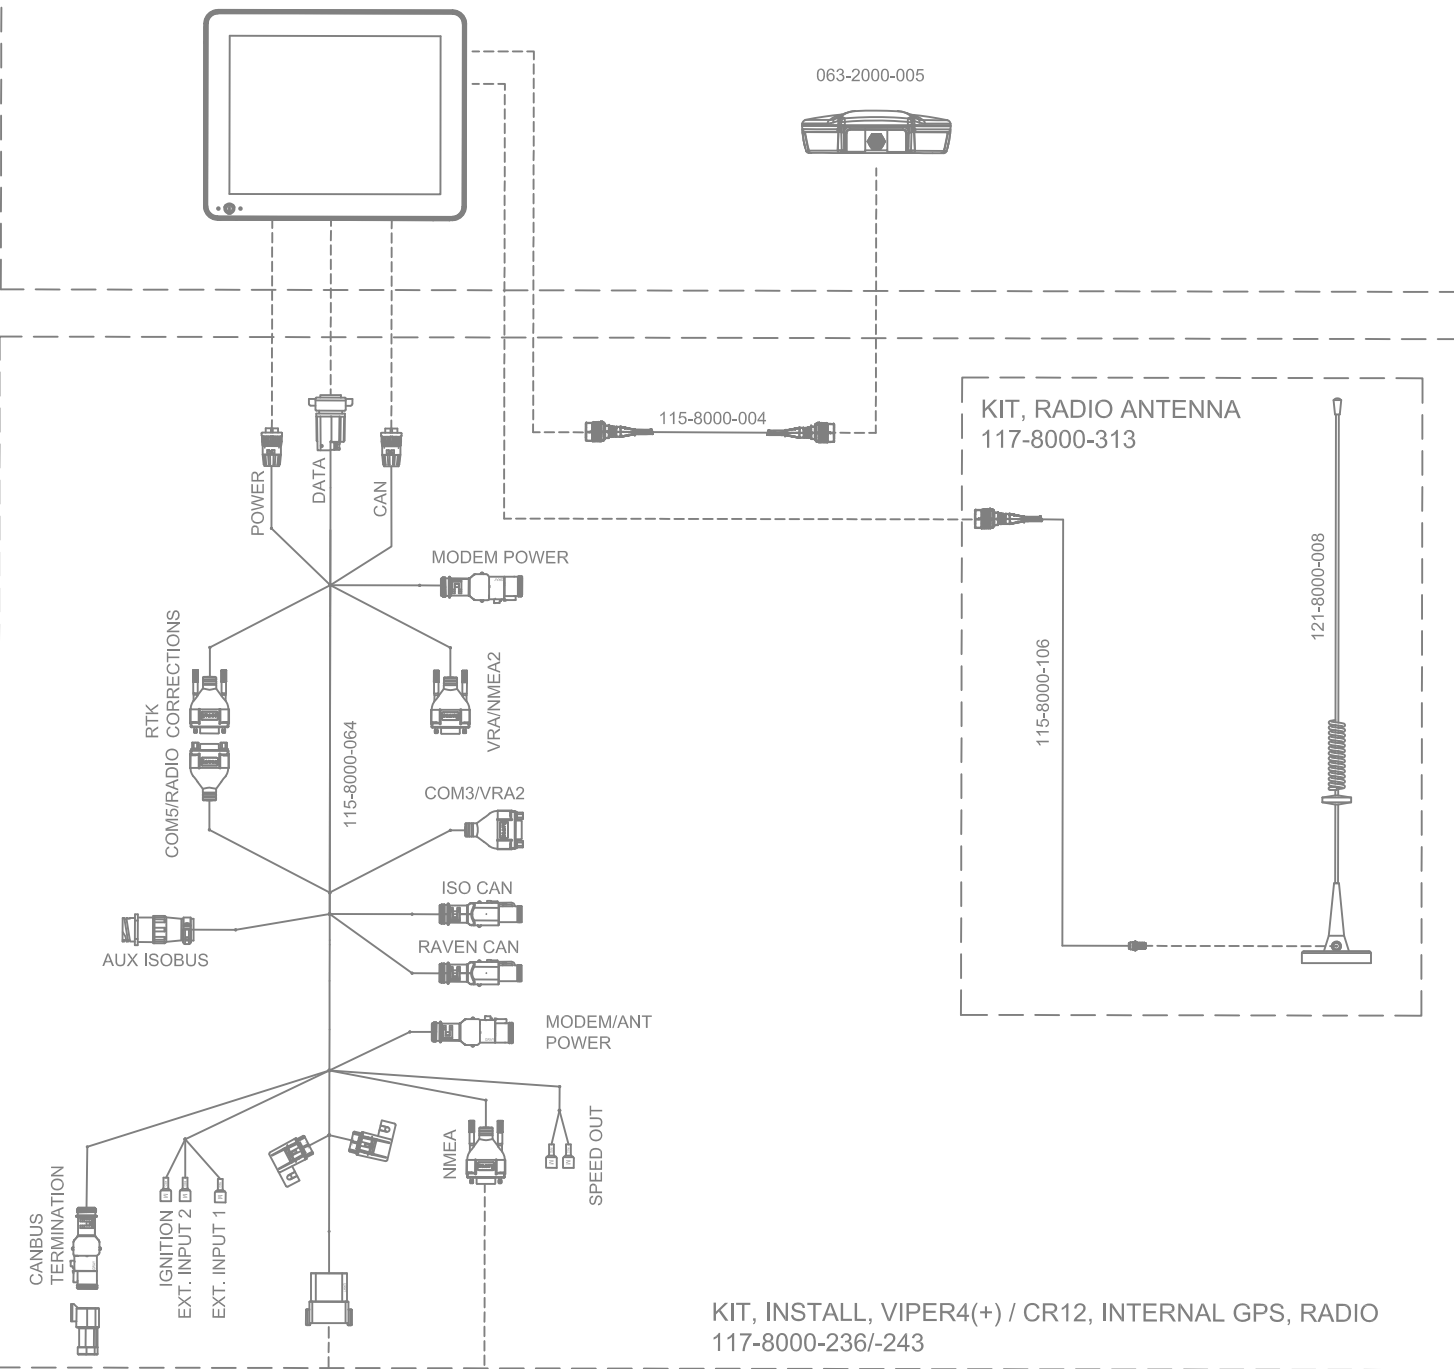 063-2000-005
115-8000-004
KIT, RADIO ANTENNA
117-8000-313
POWER
DATA
CAN
MODEM POWER
121-8000-008
115-8000-106
RTK
COM5/RADIO CORRECTIONS
VRA/NMEA2
115-8000-064
COM3/VRA2
ISO CAN
RAVEN CAN
AUX ISOBUS
MODEM/ANT
POWER
NMEA
SPEED OUT
CANBUS
TERMINATION
IGNITION
EXT. INPUT 2
EXT. INPUT 1
KIT, INSTALL, VIPER4(+) / CR12, INTERNAL GPS, RADIO
117-8000-236/-243